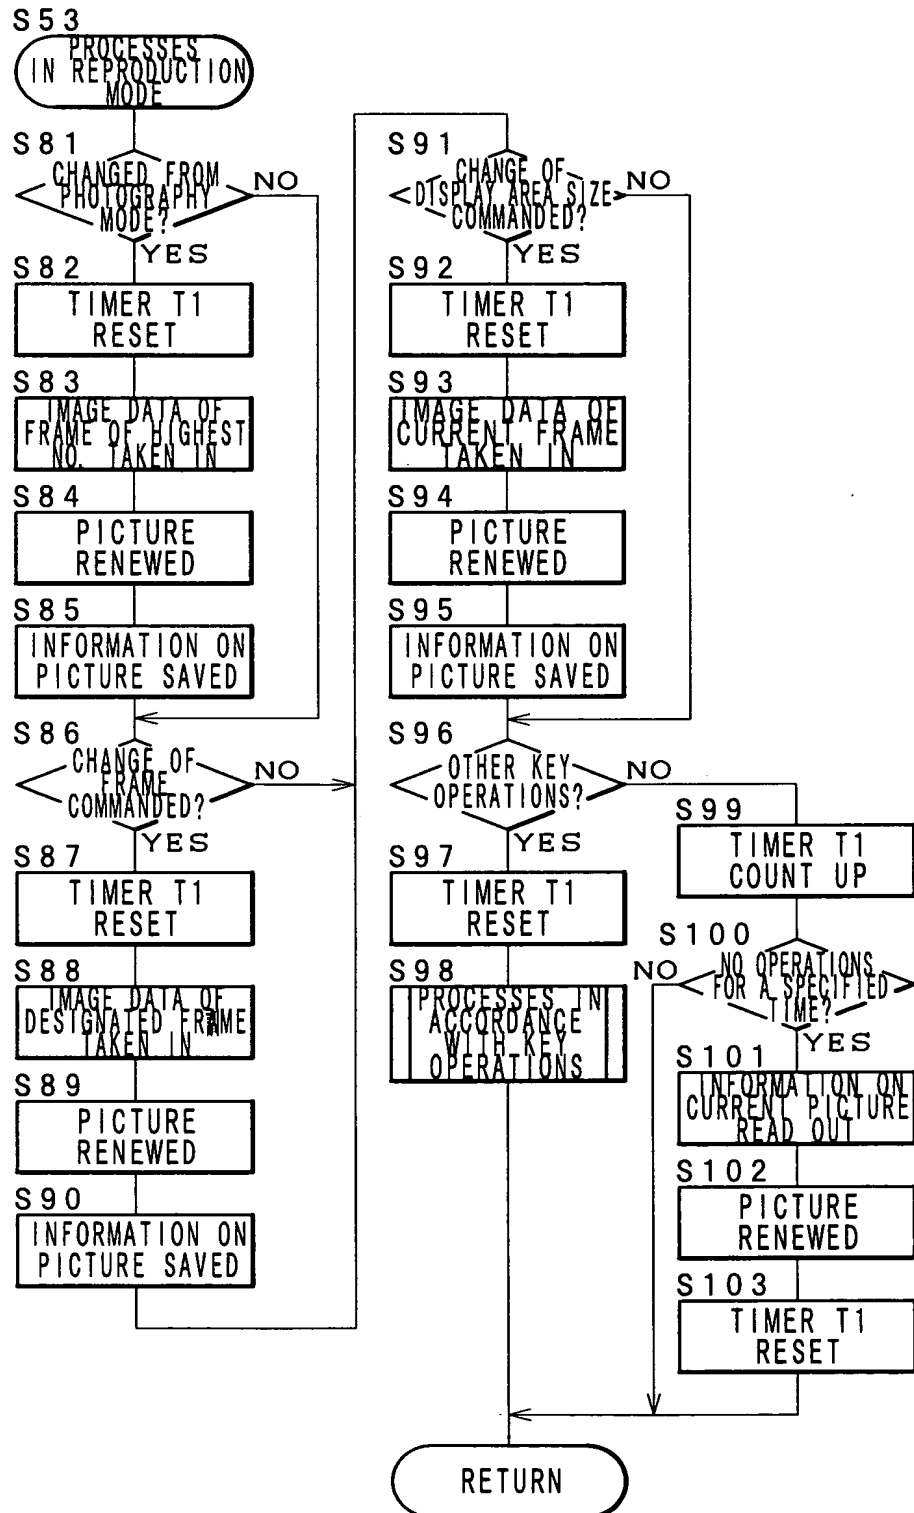 S53
PROCESSES
IN REPRODUCTION
MODE
S81
CHANGED FROM
PHOTOGRAPHY
MODE?
NO
YES
S82
TIMER T1
RESET
S83
IMAGE DATA OF
FRAME OF HIGHEST
NO. TAKEN IN
S84
PICTURE
RENEWED
S85
INFORMATION ON
PICTURE SAVED
S86
CHANGE OF
FRAME
COMMANDED?
NO
YES
S87
TIMER T1
RESET
S88
IMAGE DATA OF
DESIGNATED FRAME
TAKEN IN
S89
PICTURE
RENEWED
S90
INFORMATION ON
PICTURE SAVED
S91
CHANGE OF
DISPLAY AREA SIZE
COMMANDED?
NO
YES
S92
TIMER T1
RESET
S93
IMAGE DATA OF
CURRENT FRAME
TAKEN IN
S94
PICTURE
RENEWED
S95
INFORMATION ON
PICTURE SAVED
S96
OTHER KEY
OPERATIONS?
NO
YES
S97
TIMER T1
RESET
S98
PROCESSES IN
ACCORDANCE
WITH KEY
OPERATIONS
S99
TIMER T1
COUNT UP
S100
NO OPERATIONS
FOR A SPECIFIED
TIME?
NO
YES
S101
INFORMATION ON
CURRENT PICTURE
READ OUT
S102
PICTURE
RENEWED
S103
TIMER T1
RESET
RETURN